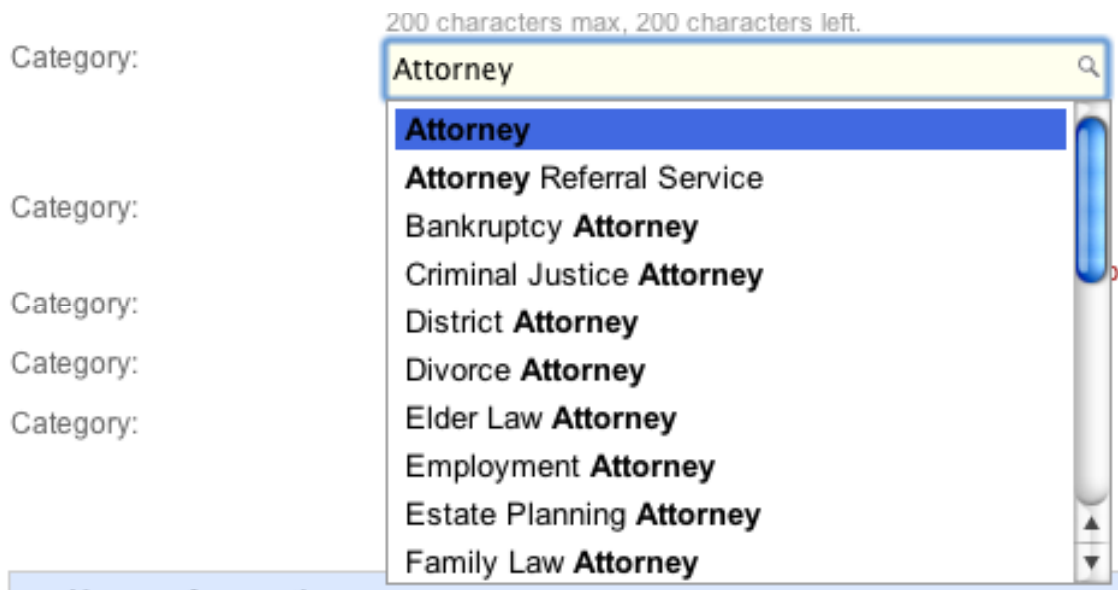 200 characters max, 200 characters left.
Category:
Attorney
Attorney
Attorney Referral Service
Category:
Bankruptcy Attorney
Criminal Justice Attorney
Category:
District Attorney
Category:
Divorce Attorney
Category:
Elder Law Attorney
Employment Attorney
Estate Planning Attorney
Family Law Attorney